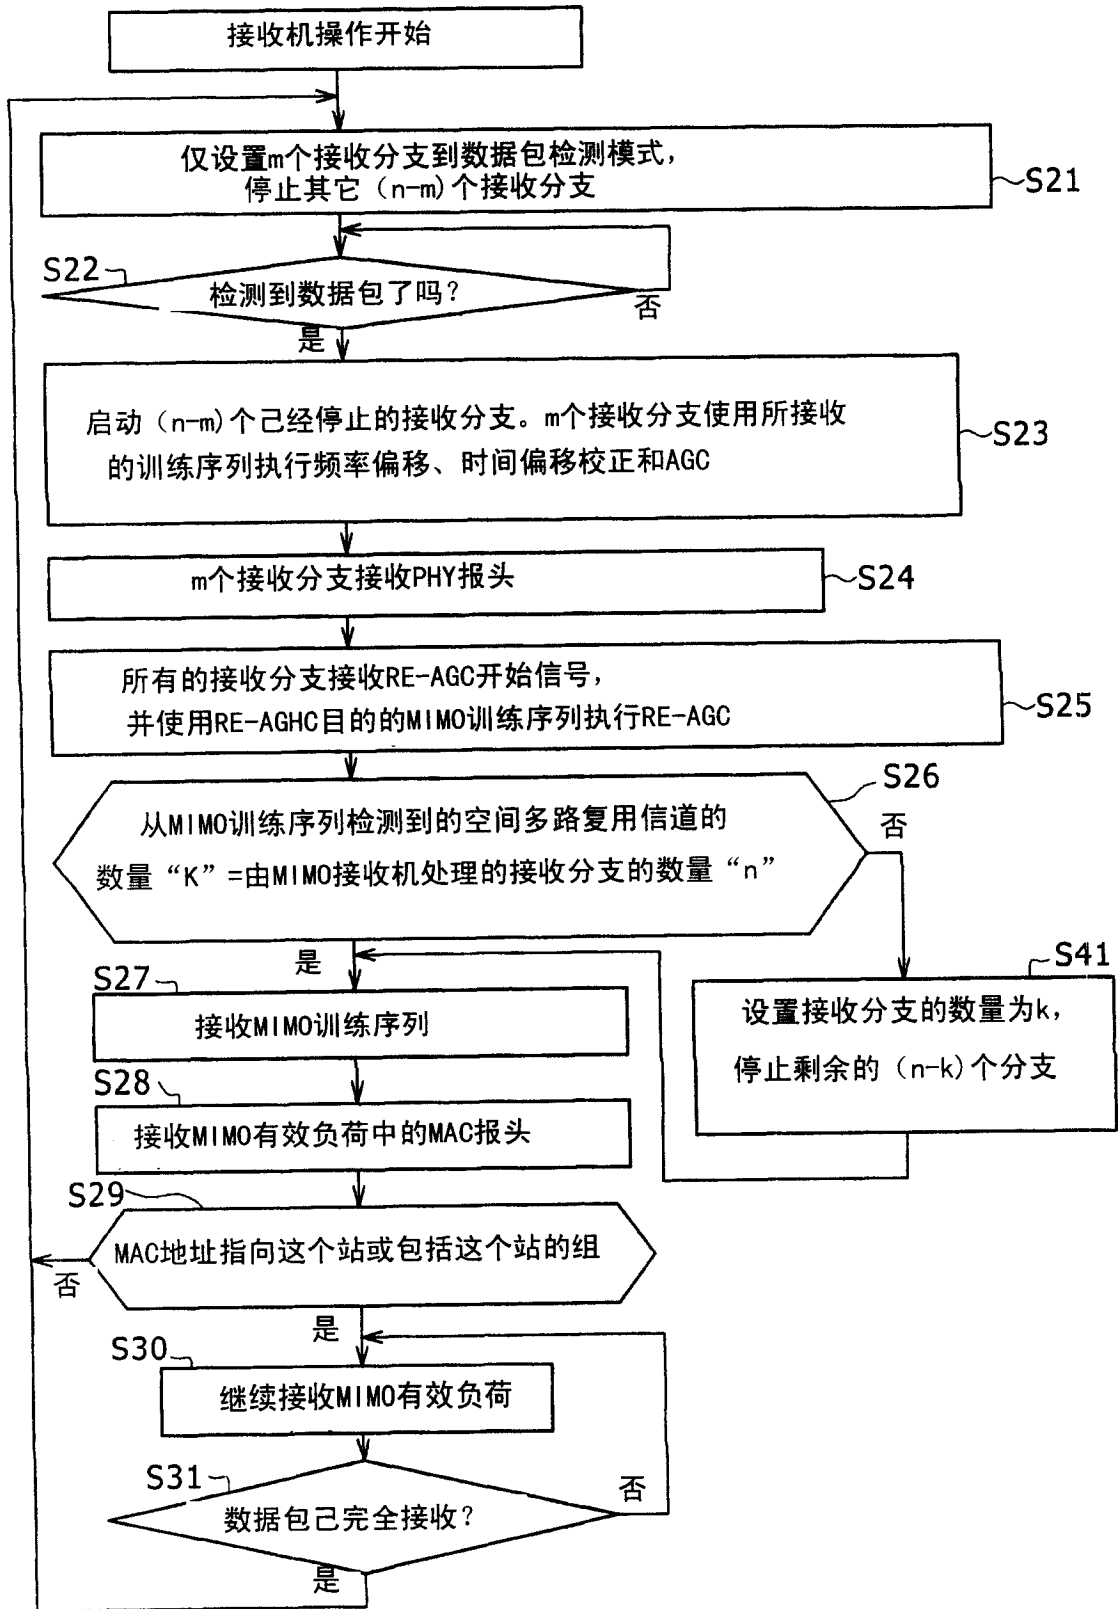 接收机操作开始
仅设置m个接收分支到数据包检测模式，
停止其它（n-m)个接收分支
S21
S22
检测到数据包了吗？
否
是
启动（n-m)个己经停止的接收分支。m个接收分支使用所接收
的训练序列执行频率偏移、时间偏移校正和AGC
S23
m个接收分支接收PHY报头
S24
所有的接收分支接收RE-AGC开始信号，
并使用RE-AGHC目的的MIMO训练序列执行RE-AGC
S25
S26
从MIMO训练序列检测到的空间多路复用信道的
数量“K”=由MIMO接收机处理的接收分支的数量“n”
否
是
S41
设置接收分支的数量为k，
停止剩余的（n-k)个分支
S27
接收MIMO训练序列
S28
接收MIMO有效负荷中的MAC报头
S29
MAC地址指向这个站或包括这个站的组
否
是
S30
继续接收MIMO有效负荷
S31
数据包己完全接收？
否
是